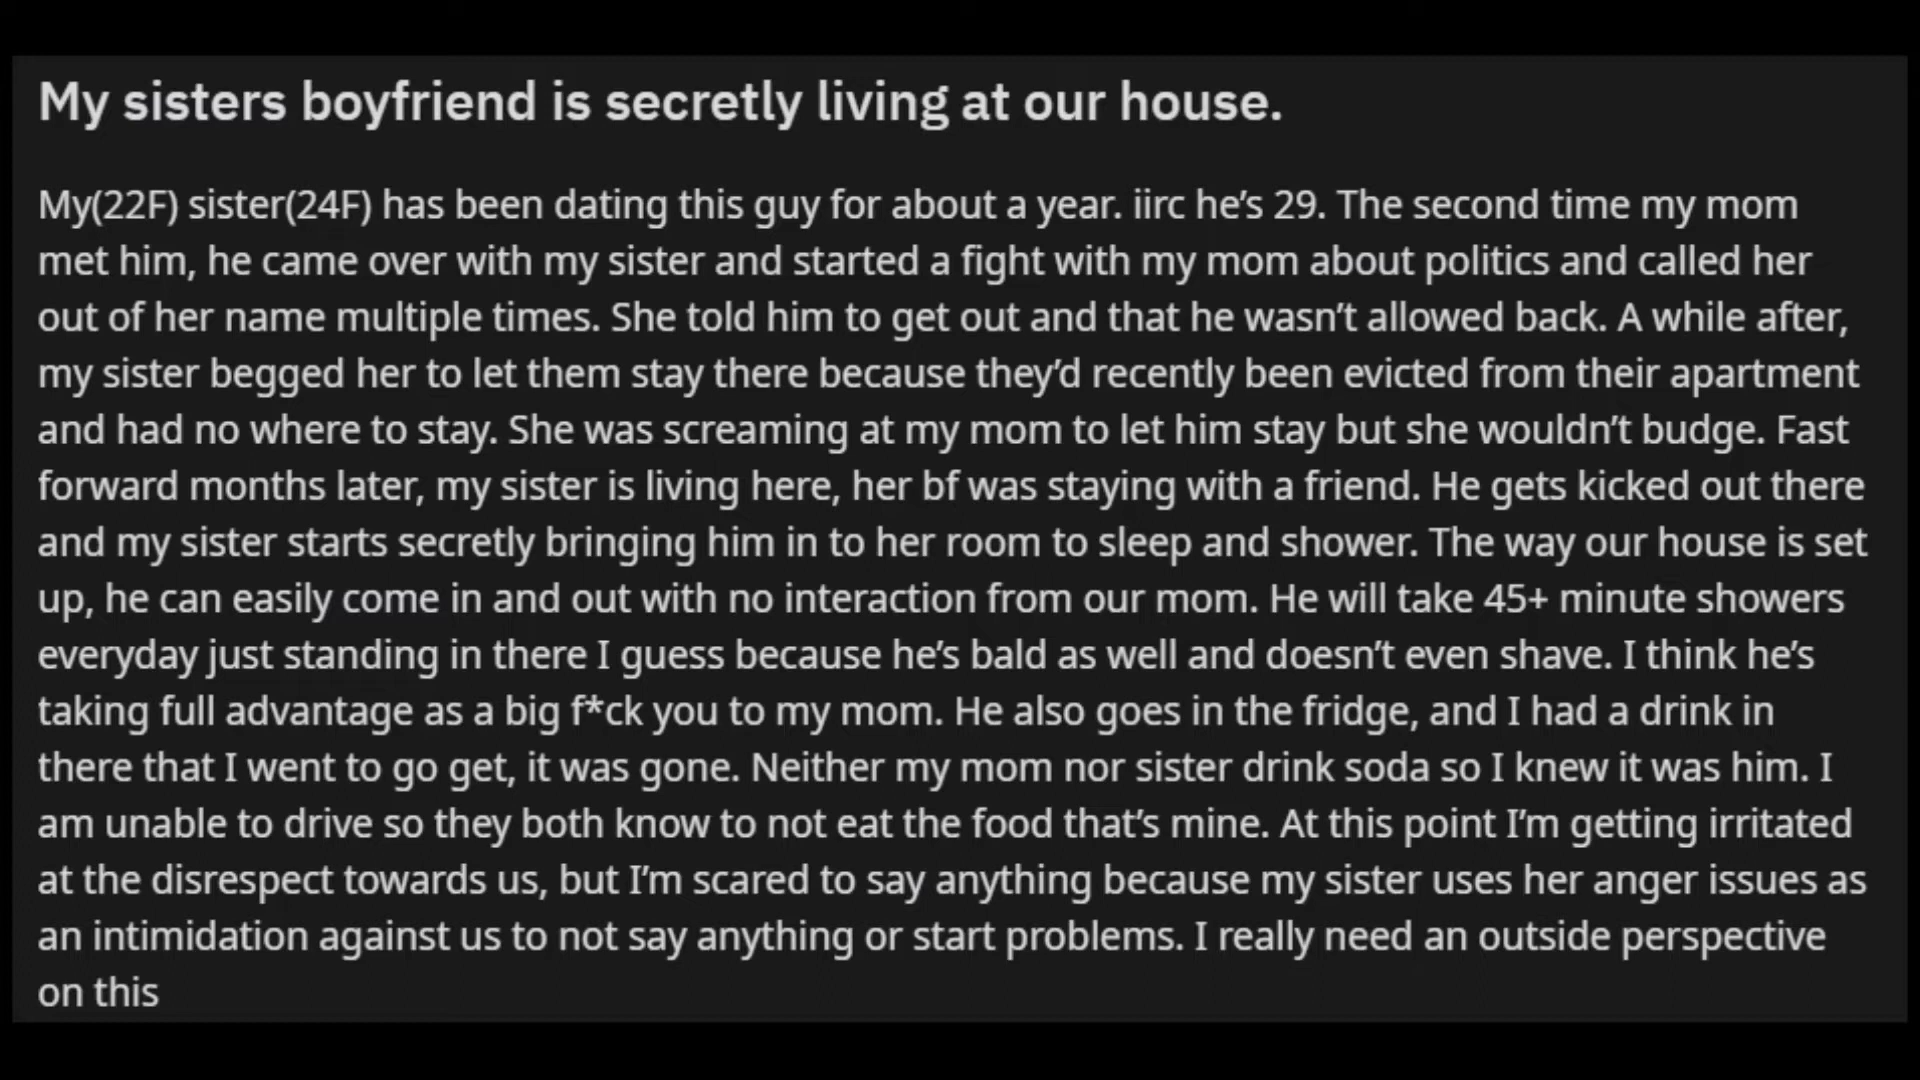 My sisters boyfriend is secretly living at our house.
My(22F) sister(24F) has been dating this guy for about a year. iirc he’s 29. The second time my mom
met him, he came over with my sister and started a fight with my mom about politics and called her
out of her name multiple times. She told him to get out and that he wasn’t allowed back. A while after,
my sister begged her to let them stay there because they’d recently been evicted from their apartment
and had no where to stay. She was screaming at my mom to let him stay but she wouldn’t budge. Fast
forward months later, my sister is living here, her bf was staying with a friend. He gets kicked out there
and my sister starts secretly bringing him in to her room to sleep and shower. The way our house is set
up, he can easily come in and out with no interaction from our mom. He will take 45+ minute showers
everyday just standing in there I guess because he’s bald as well and doesn’t even shave. I think he’s
taking full advantage as a big f*ck you to my mom. He also goes in the fridge, and I had a drink in
there that I went to go get, it was gone. Neither my mom nor sister drink soda so I knew it was him. I
am unable to drive so they both know to not eat the food that’s mine. At this point I’m getting irritated
at the disrespect towards us, but I’m scared to say anything because my sister uses her anger issues as
an intimidation against us to not say anything or start problems. I really need an outside perspective
on this